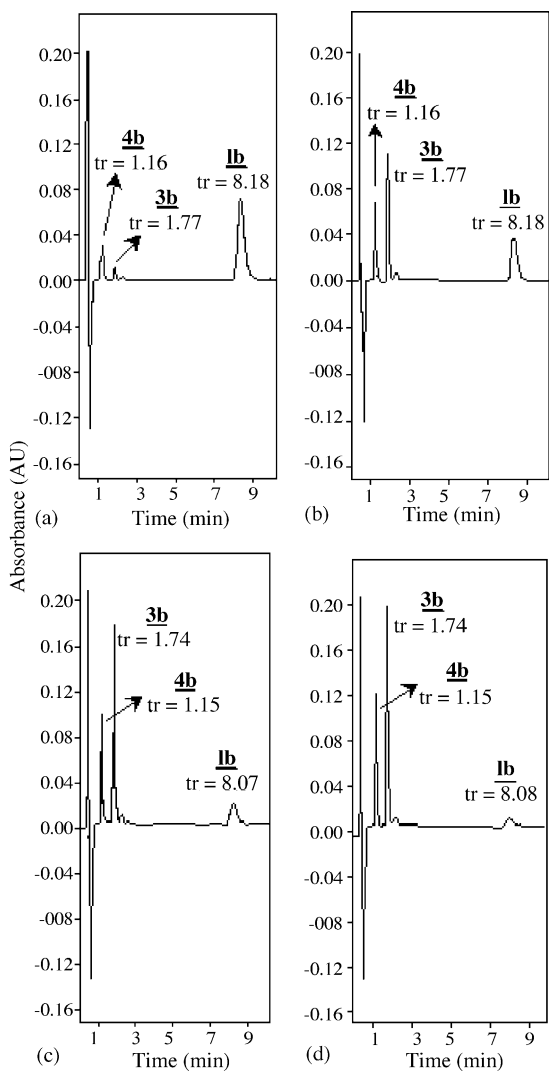 Absorbance (AU)
0.20
0.16
0.12
0.08
0.04
0.00
-0.04
-008
-0.12
-0.16
4b
tr = 1.16
3b
tr = 1.77
lb
tr = 8.18
1 3 5 7 9
(a) Time (min)
0.20
0.16
0.12
0.08
0.04
0.00
-0.04
-008
-0.12
-0.16
4b
tr = 1.16
3b
tr = 1.77
lb
tr = 8.18
1 3 5 7 9
(b) Time (min)
0.20
0.16
0.12
0.08
0.04
0.00
-0.04
-008
-0.12
-0.16
3b
tr = 1.74
4b
tr = 1.15
lb
tr = 8.07
1 3 5 7 9
(c) Time (min)
0.20
0.16
0.12
0.08
0.04
0.00
-0.04
-008
-0.12
-0.16
3b
tr = 1.74
4b
tr = 1.15
lb
tr = 8.08
1 3 5 7 9
(d) Time (min)